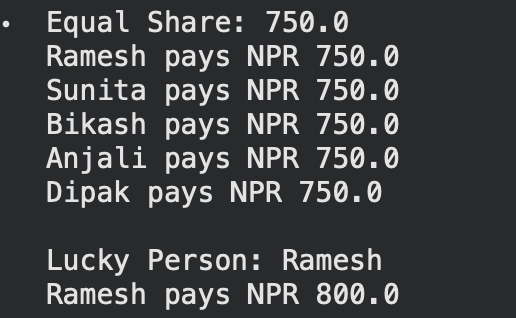 Equal Share: 750.0
Ramesh pays NPR 750.0
Sunita pays NPR 750.0
Bikash pays NPR 750.0
Anjali pays NPR 750.0
Dipak pays NPR 750.0
Lucky Person: Ramesh
Ramesh pays NPR 800.0